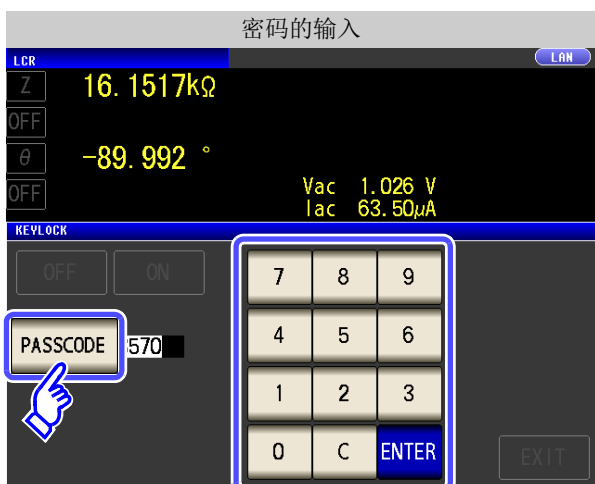 密码的输入
LCR LAN
Z 16.1517kΩ
OFF
θ -89.992 °
OFF
Vac 1.026 V
Iac 63.50μA
KEYLOCK
OFF ON
7 8 9
PASSCODE 570
4 5 6
1 2 3
0 C ENTER
EXIT